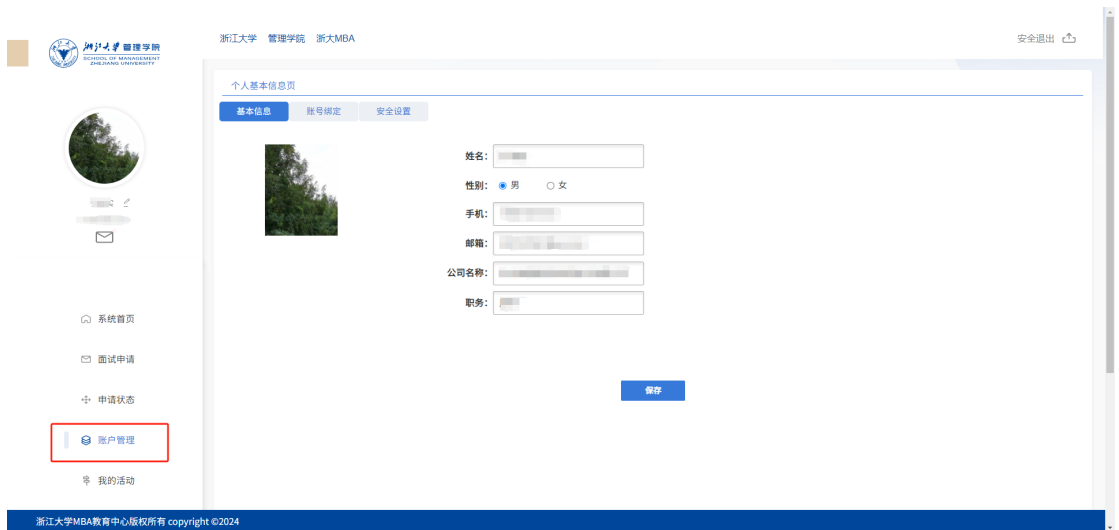 浙江大学 管理学院
SCHOOL OF MANAGEMENT
ZHEJIANG UNIVERSITY
浙江大学 管理学院 浙大MBA
安全退出
个人基本信息页
基本信息 账号绑定 安全设置
姓名:
性别: 男 女
手机:
邮箱:
公司名称:
职务:
保存
系统首页
面试申请
申请状态
账户管理
我的活动
浙江大学MBA教育中心版权所有 copyright ©2024